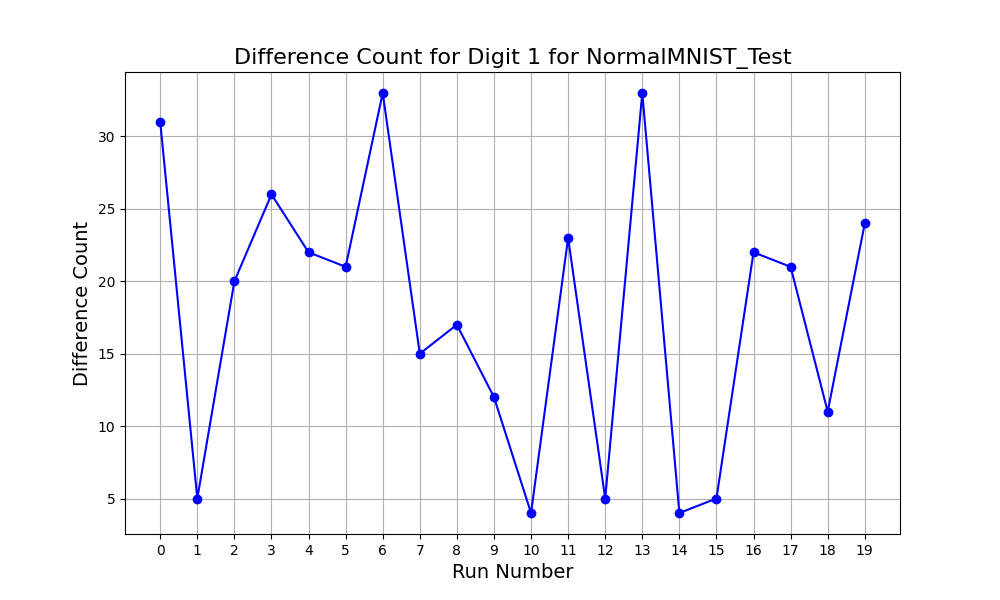 Difference Count for Digit 1 for NormalMNIST_Test
Difference Count
30
25
20
15
10
5
0 1 2 3 4 5 6 7 8 9 10 11 12 13 14 15 16 17 18 19
Run Number